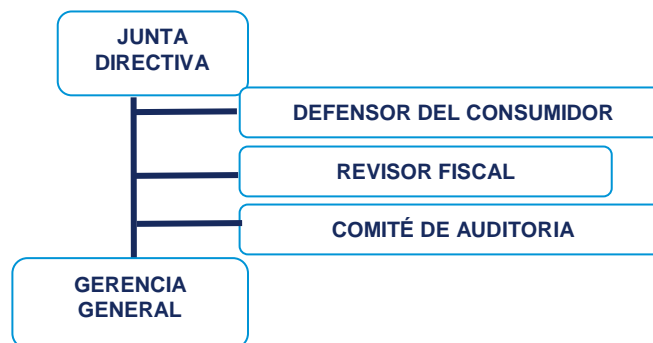 JUNTA
DIRECTIVA
DEFENSOR DEL CONSUMIDOR
REVISOR FISCAL
COMITÉ DE AUDITORIA
GERENCIA
GENERAL